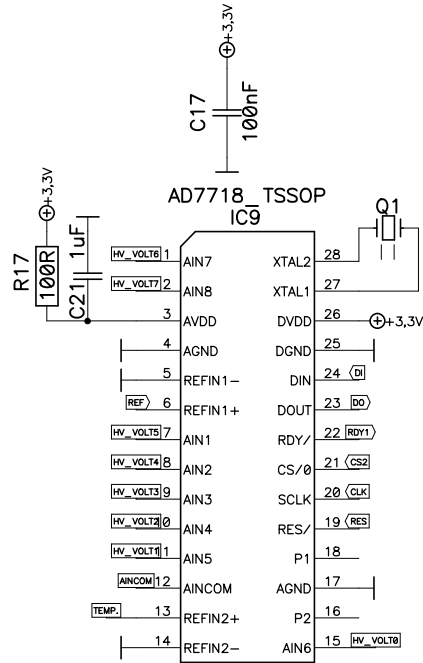 +3,3V
C17
100nF
AD7718_TSSOP
IC9
+3,3V
R17
100R
C21
1uF
Q1
HV_VOLT6 1 AIN7 XTAL2 28
HV_VOLT7 2 AIN8 XTAL1 27
3 AVDD DVDD 26 +3,3V
4 AGND DGND 25
5 REFIN1- DIN 24 DI
REF 6 REFIN1+ DOUT 23 DO
HV_VOLT5 7 AIN1 RDY/ 22 RDY1
HV_VOLT4 8 AIN2 CS/0 21 CS2
HV_VOLT3 9 AIN3 SCLK 20 CLK
HV_VOLT2 10 AIN4 RES/ 19 RES
HV_VOLT1 11 AIN5 P1 18
AINCOM 12 AINCOM AGND 17
TEMP. 13 REFIN2+ P2 16
14 REFIN2- AIN6 15 HV_VOLT0